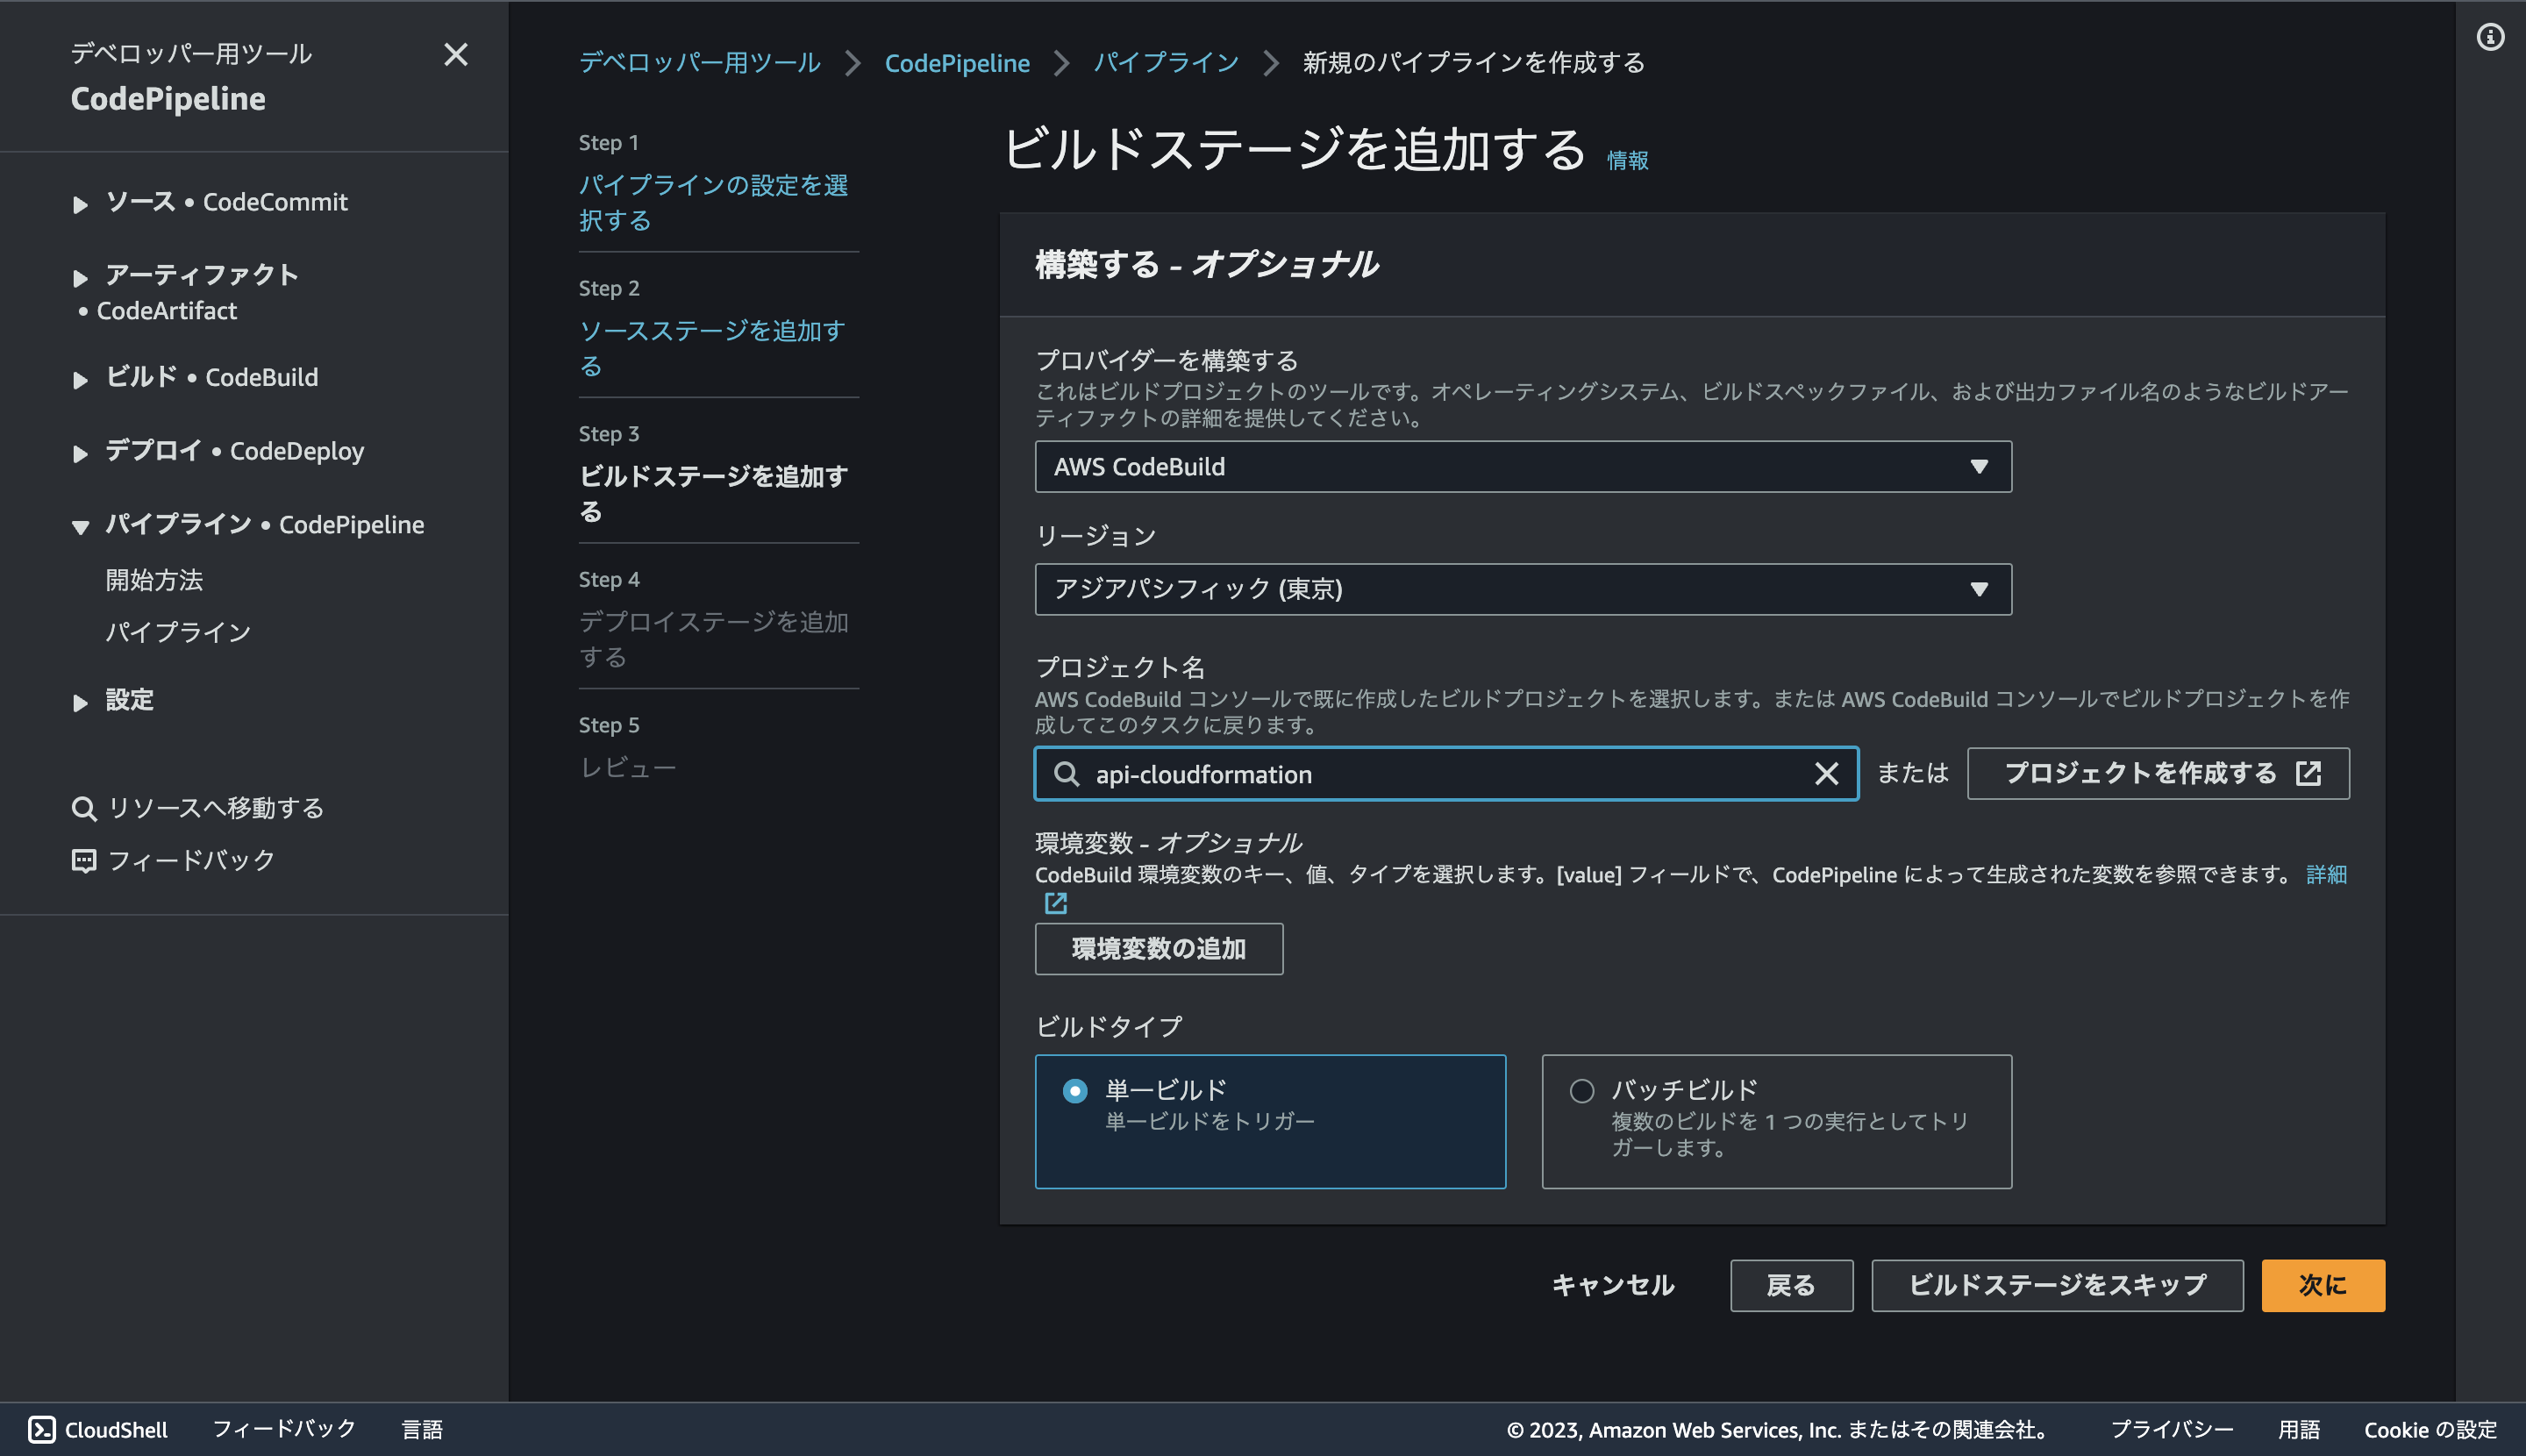 デベロッパー用ツール
CodePipeline
ソース • CodeCommit
アーティファクト
• CodeArtifact
ビルド • CodeBuild
デプロイ • CodeDeploy
パイプライン • CodePipeline
開始方法
パイプライン
設定
リソースへ移動する
フィードバック
デベロッパー用ツール
CodePipeline
パイプライン
新規のパイプラインを作成する
Step 1
パイプラインの設定を選
択する
Step 2
ソースステージを追加す
る
Step 3
ビルドステージを追加す
る
Step 4
デプロイステージを追加
する
Step 5
レビュー
ビルドステージを追加する 情報
構築する - オプショナル
プロバイダーを構築する
これはビルドプロジェクトのツールです。オペレーティングシステム、ビルドスペックファイル、および出力ファイル名のようなビルドアー
ティファクトの詳細を提供してください。
AWS CodeBuild
リージョン
アジアパシフィック (東京)
プロジェクト名
AWS CodeBuild コンソールで既に作成したビルドプロジェクトを選択します。または AWS CodeBuild コンソールでビルドプロジェクトを作
成してこのタスクに戻ります。
api-cloudformation
または
プロジェクトを作成する
環境変数 - オプショナル
CodeBuild 環境変数のキー、値、タイプを選択します。[value] フィールドで、CodePipeline によって生成された変数を参照できます。 詳細
環境変数の追加
ビルドタイプ
単一ビルド
単一ビルドをトリガー
バッチビルド
複数のビルドを 1 つの実行としてトリ
ガーします。
キャンセル
戻る
ビルドステージをスキップ
次に
CloudShell
フィードバック
言語
© 2023, Amazon Web Services, Inc. またはその関連会社。
プライバシー
用語
Cookie の設定